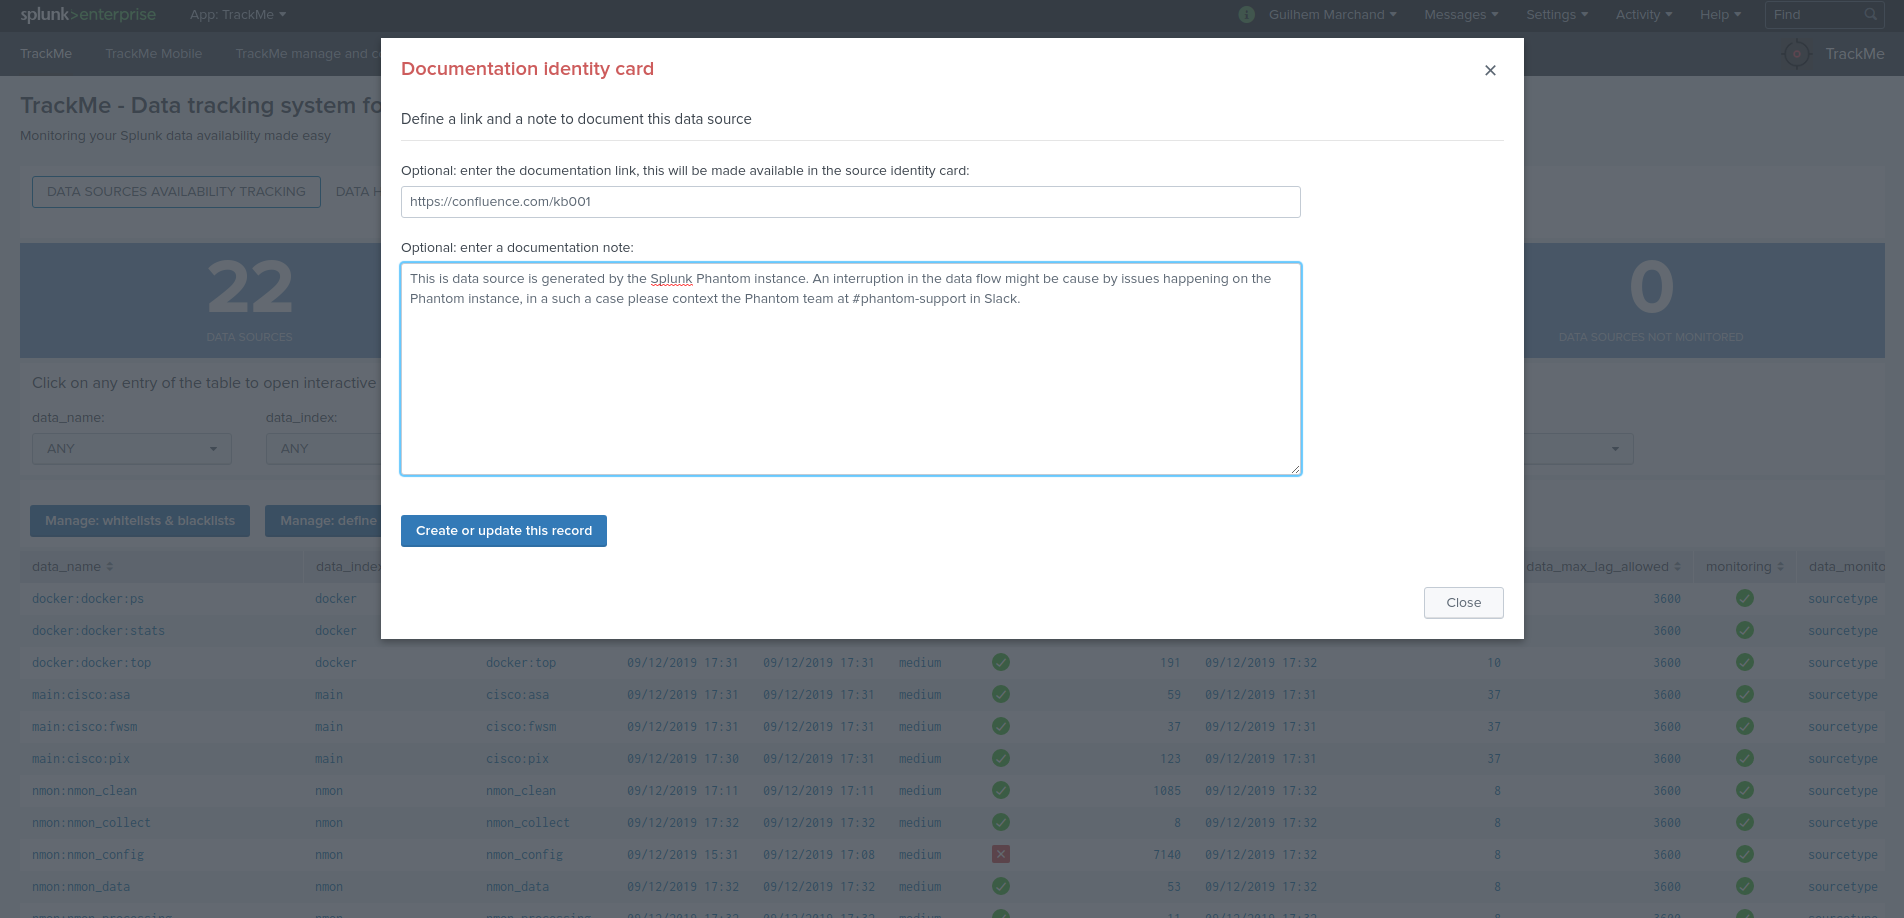 splunk>enterprise App: TrackMe i Guilhem Marchand Messages Settings Activity Help Find
TrackMe TrackMe Mobile TrackMe manage and c TrackMe
TrackMe - Data tracking system fo
Monitoring your Splunk data availability made easy
DATA SOURCES AVAILABILITY TRACKING DATA H
22
DATA SOURCES
0
DATA SOURCES NOT MONITORED
Click on any entry of the table to open interactive
data_name: data_index:
ANY ANY
Manage: whitelists & blacklists Manage: define
Documentation identity card
Define a link and a note to document this data source
Optional: enter the documentation link, this will be made available in the source identity card:
https://confluence.com/kb001
Optional: enter a documentation note:
This is data source is generated by the Splunk Phantom instance. An interruption in the data flow might be cause by issues happening on the
Phantom instance, in a such a case please context the Phantom team at #phantom-support in Slack.
Create or update this record
Close
data_name data_index data_max_lag_allowed monitoring data_monito
docker:docker:ps docker 3600 sourcetype
docker:docker:stats docker 3600 sourcetype
docker:docker:top docker docker:top 09/12/2019 17:31 09/12/2019 17:31 medium 191 09/12/2019 17:32 10 3600 sourcetype
main:cisco:asa main cisco:asa 09/12/2019 17:31 09/12/2019 17:31 medium 59 09/12/2019 17:31 37 3600 sourcetype
main:cisco:fwsm main cisco:fwsm 09/12/2019 17:31 09/12/2019 17:31 medium 37 09/12/2019 17:31 37 3600 sourcetype
main:cisco:pix main cisco:pix 09/12/2019 17:30 09/12/2019 17:31 medium 123 09/12/2019 17:31 37 3600 sourcetype
nmon:nmon_clean nmon nmon_clean 09/12/2019 17:11 09/12/2019 17:11 medium 1085 09/12/2019 17:32 8 3600 sourcetype
nmon:nmon_collect nmon nmon_collect 09/12/2019 17:32 09/12/2019 17:32 medium 8 09/12/2019 17:32 8 3600 sourcetype
nmon:nmon_config nmon nmon_config 09/12/2019 15:31 09/12/2019 17:08 medium 7140 09/12/2019 17:32 8 3600 sourcetype
nmon:nmon_data nmon nmon_data 09/12/2019 17:32 09/12/2019 17:32 medium 53 09/12/2019 17:32 8 3600 sourcetype